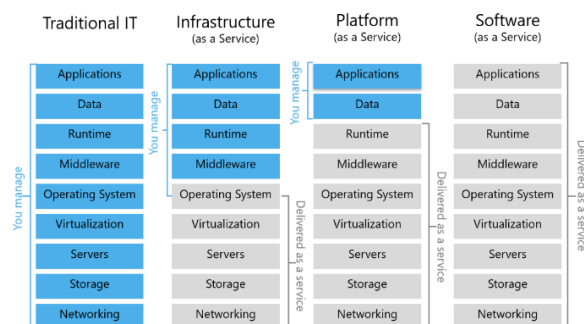 Traditional IT
Applications
Data
Runtime
Middleware
Operating System
Virtualization
Servers
Storage
Networking
You manage
Infrastructure
(as a Service)
Applications
Data
Runtime
Middleware
Operating System
Virtualization
Servers
Storage
Networking
You manage
Delivered as a service
Platform
(as a Service)
Applications
Data
Runtime
Middleware
Operating System
Virtualization
Servers
Storage
Networking
You manage
Delivered as a service
Software
(as a Service)
Applications
Data
Runtime
Middleware
Operating System
Virtualization
Servers
Storage
Networking
Delivered as a service